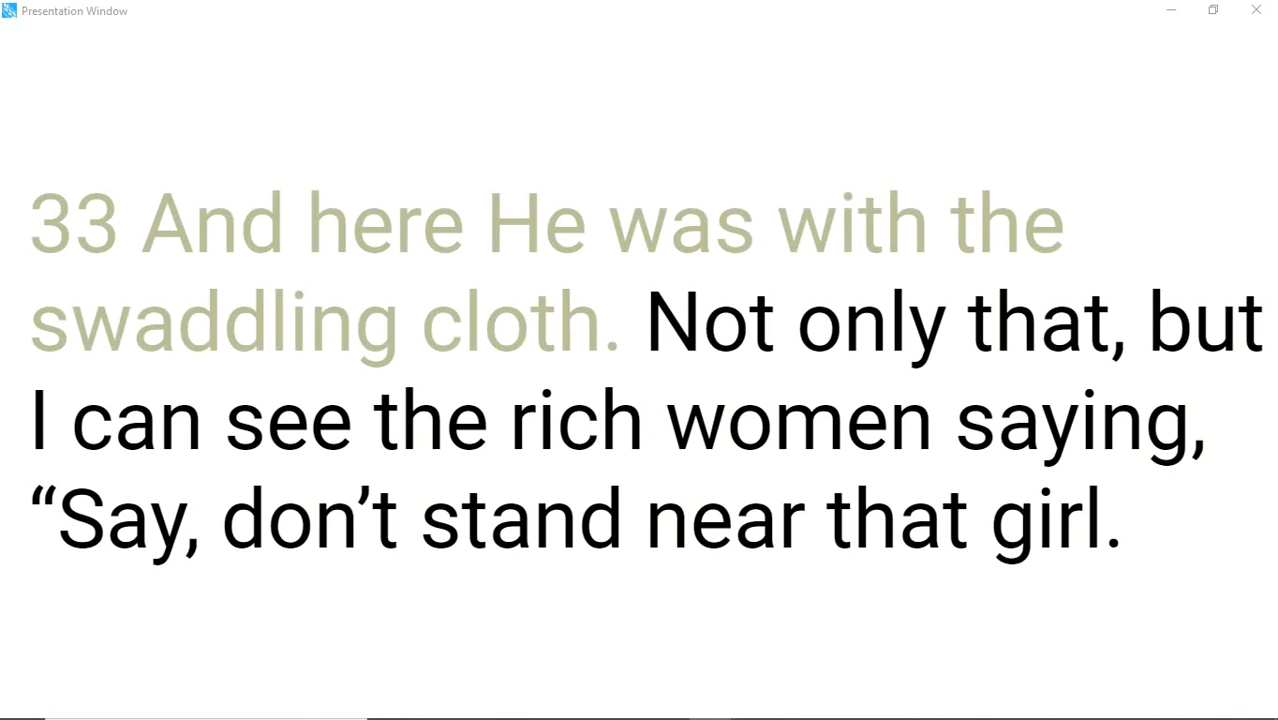 Presentation Window
33 And here He was with the
swaddling cloth. Not only that, but
I can see the rich women saying,
“Say, don’t stand near that girl.